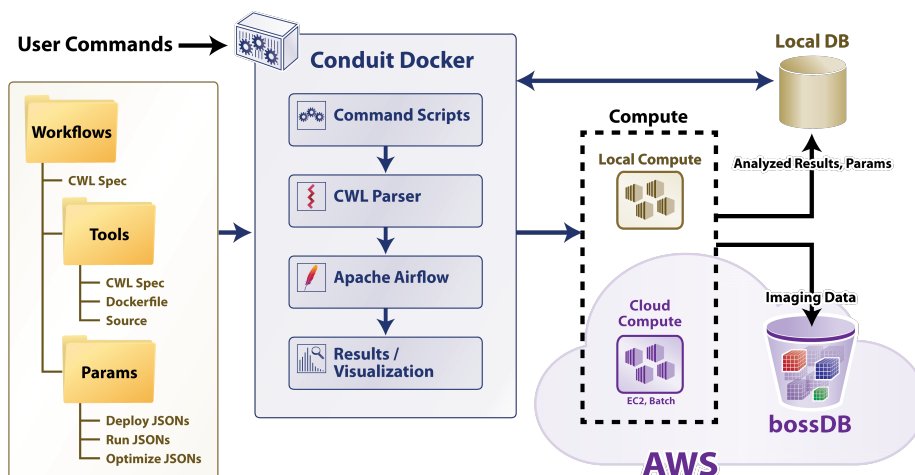 User Commands
Workflows
CWL Spec
Tools
CWL Spec
Dockerfile
Source
Params
Deploy JSONs
Run JSONs
Optimize JSONs
Conduit Docker
Command Scripts
CWL Parser
Apache Airflow
Results /
Visualization
Compute
Local Compute
Cloud
Compute
EC2, Batch
Local DB
Analyzed Results, Params
Imaging Data
bossDB
AWS